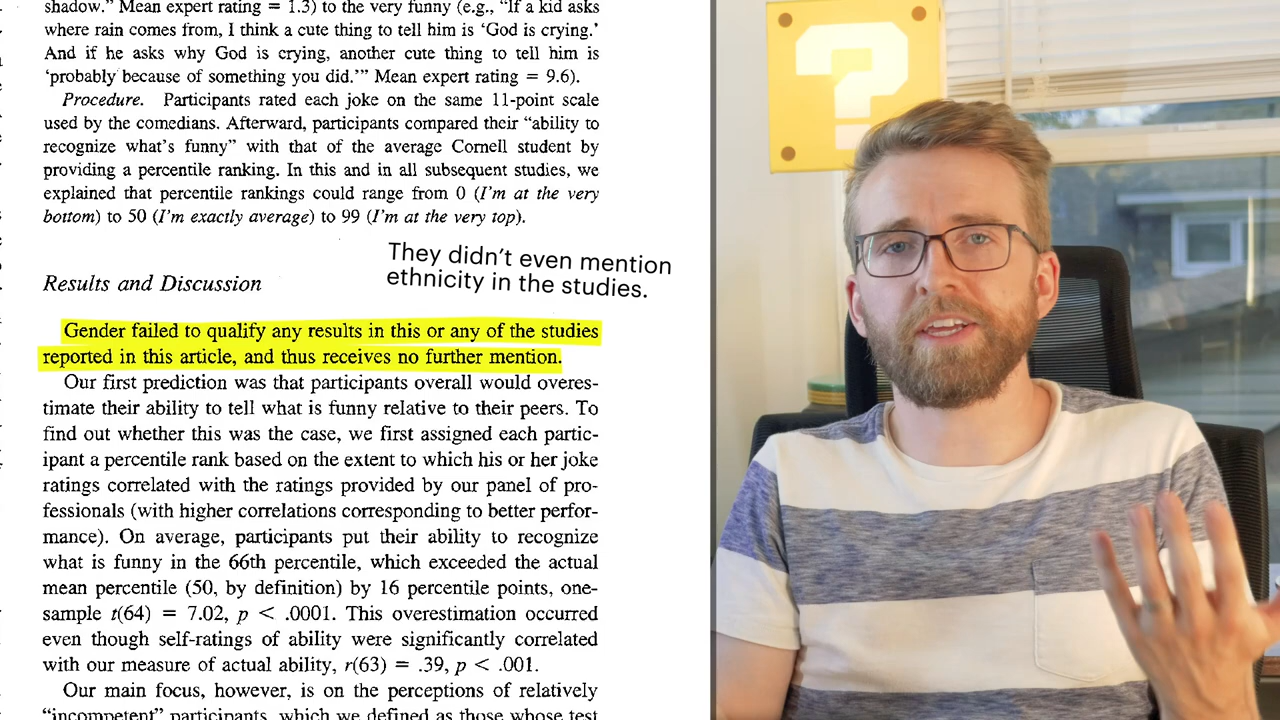 shadow.” Mean expert rating = 1.3) to the very funny (e.g., “If a kid asks
where rain comes from, I think a cute thing to tell him is ‘God is crying.’
And if he asks why God is crying, another cute thing to tell him is
‘probably because of something you did.’” Mean expert rating = 9.6).
Procedure. Participants rated each joke on the same 11-point scale
used by the comedians. Afterward, participants compared their “ability to
recognize what’s funny” with that of the average Cornell student by
providing a percentile ranking. In this and in all subsequent studies, we
explained that percentile rankings could range from 0 (I’m at the very
bottom) to 50 (I’m exactly average) to 99 (I’m at the very top).
They didn’t even mention
ethnicity in the studies.
Results and Discussion
Gender failed to qualify any results in this or any of the studies
reported in this article, and thus receives no further mention.
Our first prediction was that participants overall would overes-
timate their ability to tell what is funny relative to their peers. To
find out whether this was the case, we first assigned each partic-
ipant a percentile rank based on the extent to which his or her joke
ratings correlated with the ratings provided by our panel of pro-
fessionals (with higher correlations corresponding to better perfor-
mance). On average, participants put their ability to recognize
what is funny in the 66th percentile, which exceeded the actual
mean percentile (50, by definition) by 16 percentile points, one-
sample t(64) = 7.02, p < .0001. This overestimation occurred
even though self-ratings of ability were significantly correlated
with our measure of actual ability, r(63) = .39, p < .001.
Our main focus, however, is on the perceptions of relatively
“incompetent” participants, which we defined as those whose test
?